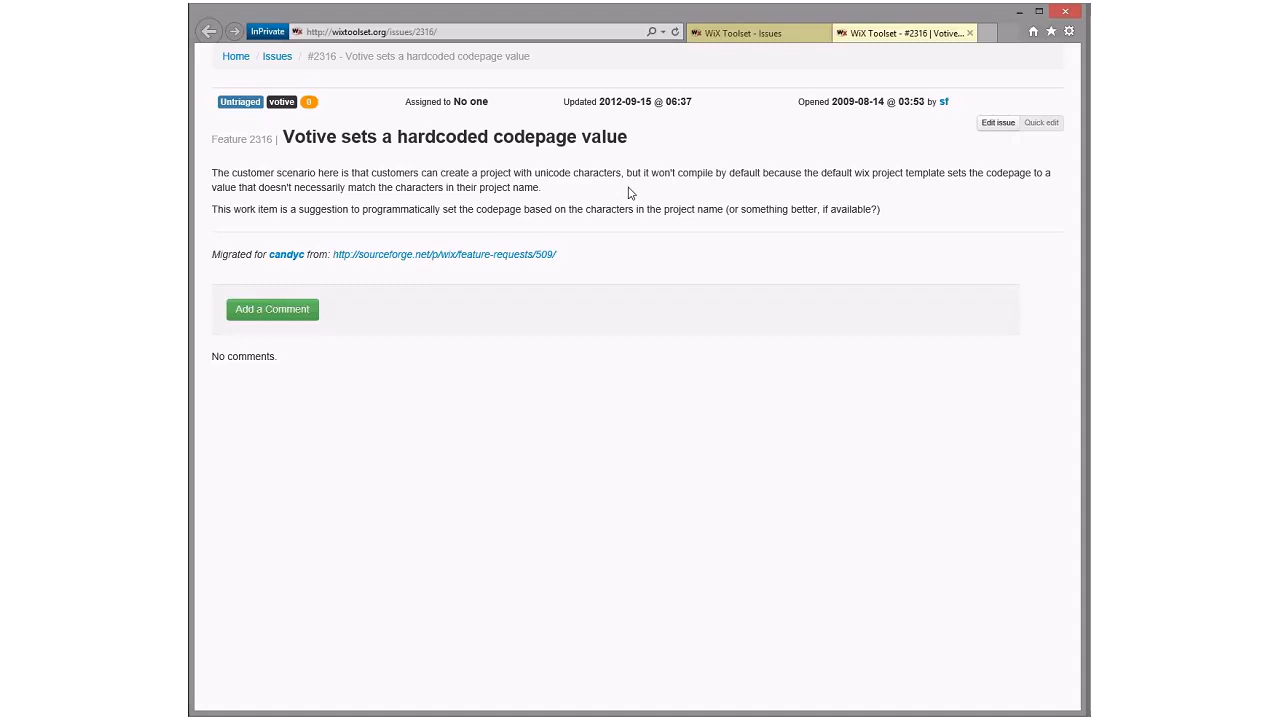 InPrivate http://wixtoolset.org/issues/2316/ WiX Toolset - Issues WiX Toolset - #2316 | Votive...
Home / Issues / #2316 - Votive sets a hardcoded codepage value
Untriaged votive 0 Assigned to No one Updated 2012-09-15 @ 06:37 Opened 2009-08-14 @ 03:53 by sf
Edit issue Quick edit
Feature 2316 | Votive sets a hardcoded codepage value
The customer scenario here is that customers can create a project with unicode characters, but it won't compile by default because the default wix project template sets the codepage to a
value that doesn't necessarily match the characters in their project name.
This work item is a suggestion to programmatically set the codepage based on the characters in the project name (or something better, if available?)
Migrated for candyc from: http://sourceforge.net/p/wix/feature-requests/509/
Add a Comment
No comments.